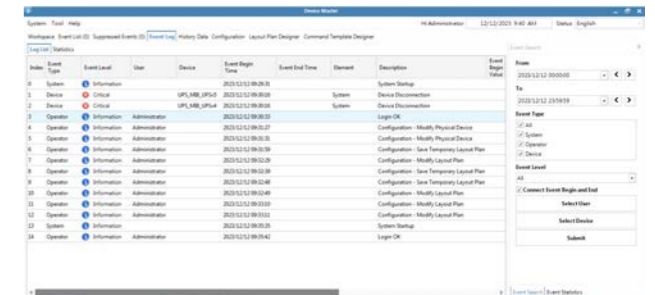 Device Master
System Tool Help Hi Administrator 12/12/2023 9:40 AM Status English
Workspace Event List (0) Suppressed Events (0) Event Log History Data Configuration Layout Plan Designer Command Template Designer
Log List Statistics
Index Event Type Event Level User Device Event Begin Time Event End Time Element Description Event Begin Value
0 System Information 2023/12/12 09:29:31 System Startup
1 Device Critical UPS_MIB_UPSv5 2023/12/12 09:30:16 System Device Disconnection
2 Device Critical UPS_MIB_UPSv4 2023/12/12 09:30:16 System Device Disconnection
3 Operator Information Administrator 2023/12/12 09:30:33 Login OK
4 Operator Information Administrator 2023/12/12 09:31:27 Configuration - Modify Physical Device
5 Operator Information Administrator 2023/12/12 09:31:31 Configuration - Modify Physical Device
6 Operator Information Administrator 2023/12/12 09:31:59 Configuration - Save Temporary Layout Plan
7 Operator Information Administrator 2023/12/12 09:32:29 Configuration - Modify Layout Plan
8 Operator Information Administrator 2023/12/12 09:32:39 Configuration - Save Temporary Layout Plan
9 Operator Information Administrator 2023/12/12 09:32:48 Configuration - Save Temporary Layout Plan
10 Operator Information Administrator 2023/12/12 09:32:49 Configuration - Modify Layout Plan
11 Operator Information Administrator 2023/12/12 09:33:10 Configuration - Modify Layout Plan
12 Operator Information Administrator 2023/12/12 09:33:11 Configuration - Modify Layout Plan
13 System Information 2023/12/12 09:35:35 System Startup
14 Operator Information Administrator 2023/12/12 09:35:42 Login OK
Event Search
From
2023/12/12 00:00:00
To
2023/12/12 23:59:59
Event Type
All
System
Operator
Device
Event Level
All
Connect Event Begin and End
Select User
Select Device
Submit
Event Search Event Statistics